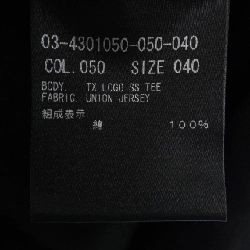 03-4301050-050-040
COL.050 SIZE 040
BODY. TX LOGO SS TEE
FABRIC. UNION JERSEY
組成表示
綿 100%